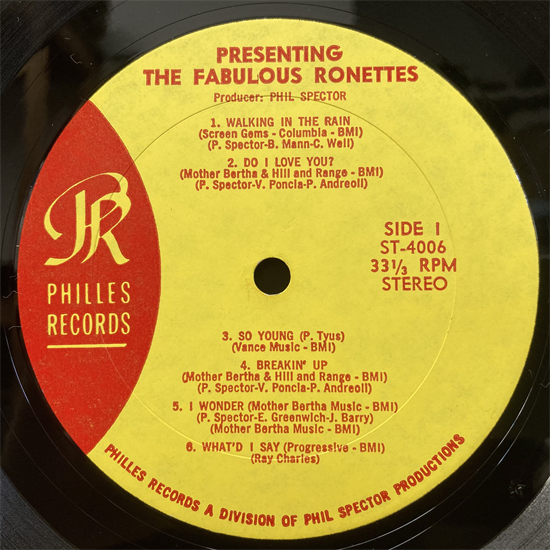 PRESENTING
THE FABULOUS RONETTES
Producer: PHIL SPECTOR
1. WALKING IN THE RAIN
(Screen Gems - Columbia - BMI)
(P. Spector-B. Mann-C. Weil)
2. DO I LOVE YOU?
(Mother Bertha & Hill and Range - BMI)
(P. Spector-V. Poncia-P. Andreoli)
PR
PHILLES
RECORDS
SIDE 1
ST-4006
33 1/3 RPM
STEREO
3. SO YOUNG (P. Tyus)
(Vance Music - BMI)
4. BREAKIN' UP
(Mother Bertha & Hill and Range - BMI)
(P. Spector-V. Poncia-P. Andreoli)
5. I WONDER (Mother Bertha Music - BMI)
(P. Spector-E. Greenwich-J. Barry)
(Mother Bertha Music - BMI)
6. WHAT'D I SAY (Progressive - BMI)
(Ray Charles)
PHILLES RECORDS A DIVISION OF PHIL SPECTOR PRODUCTIONS